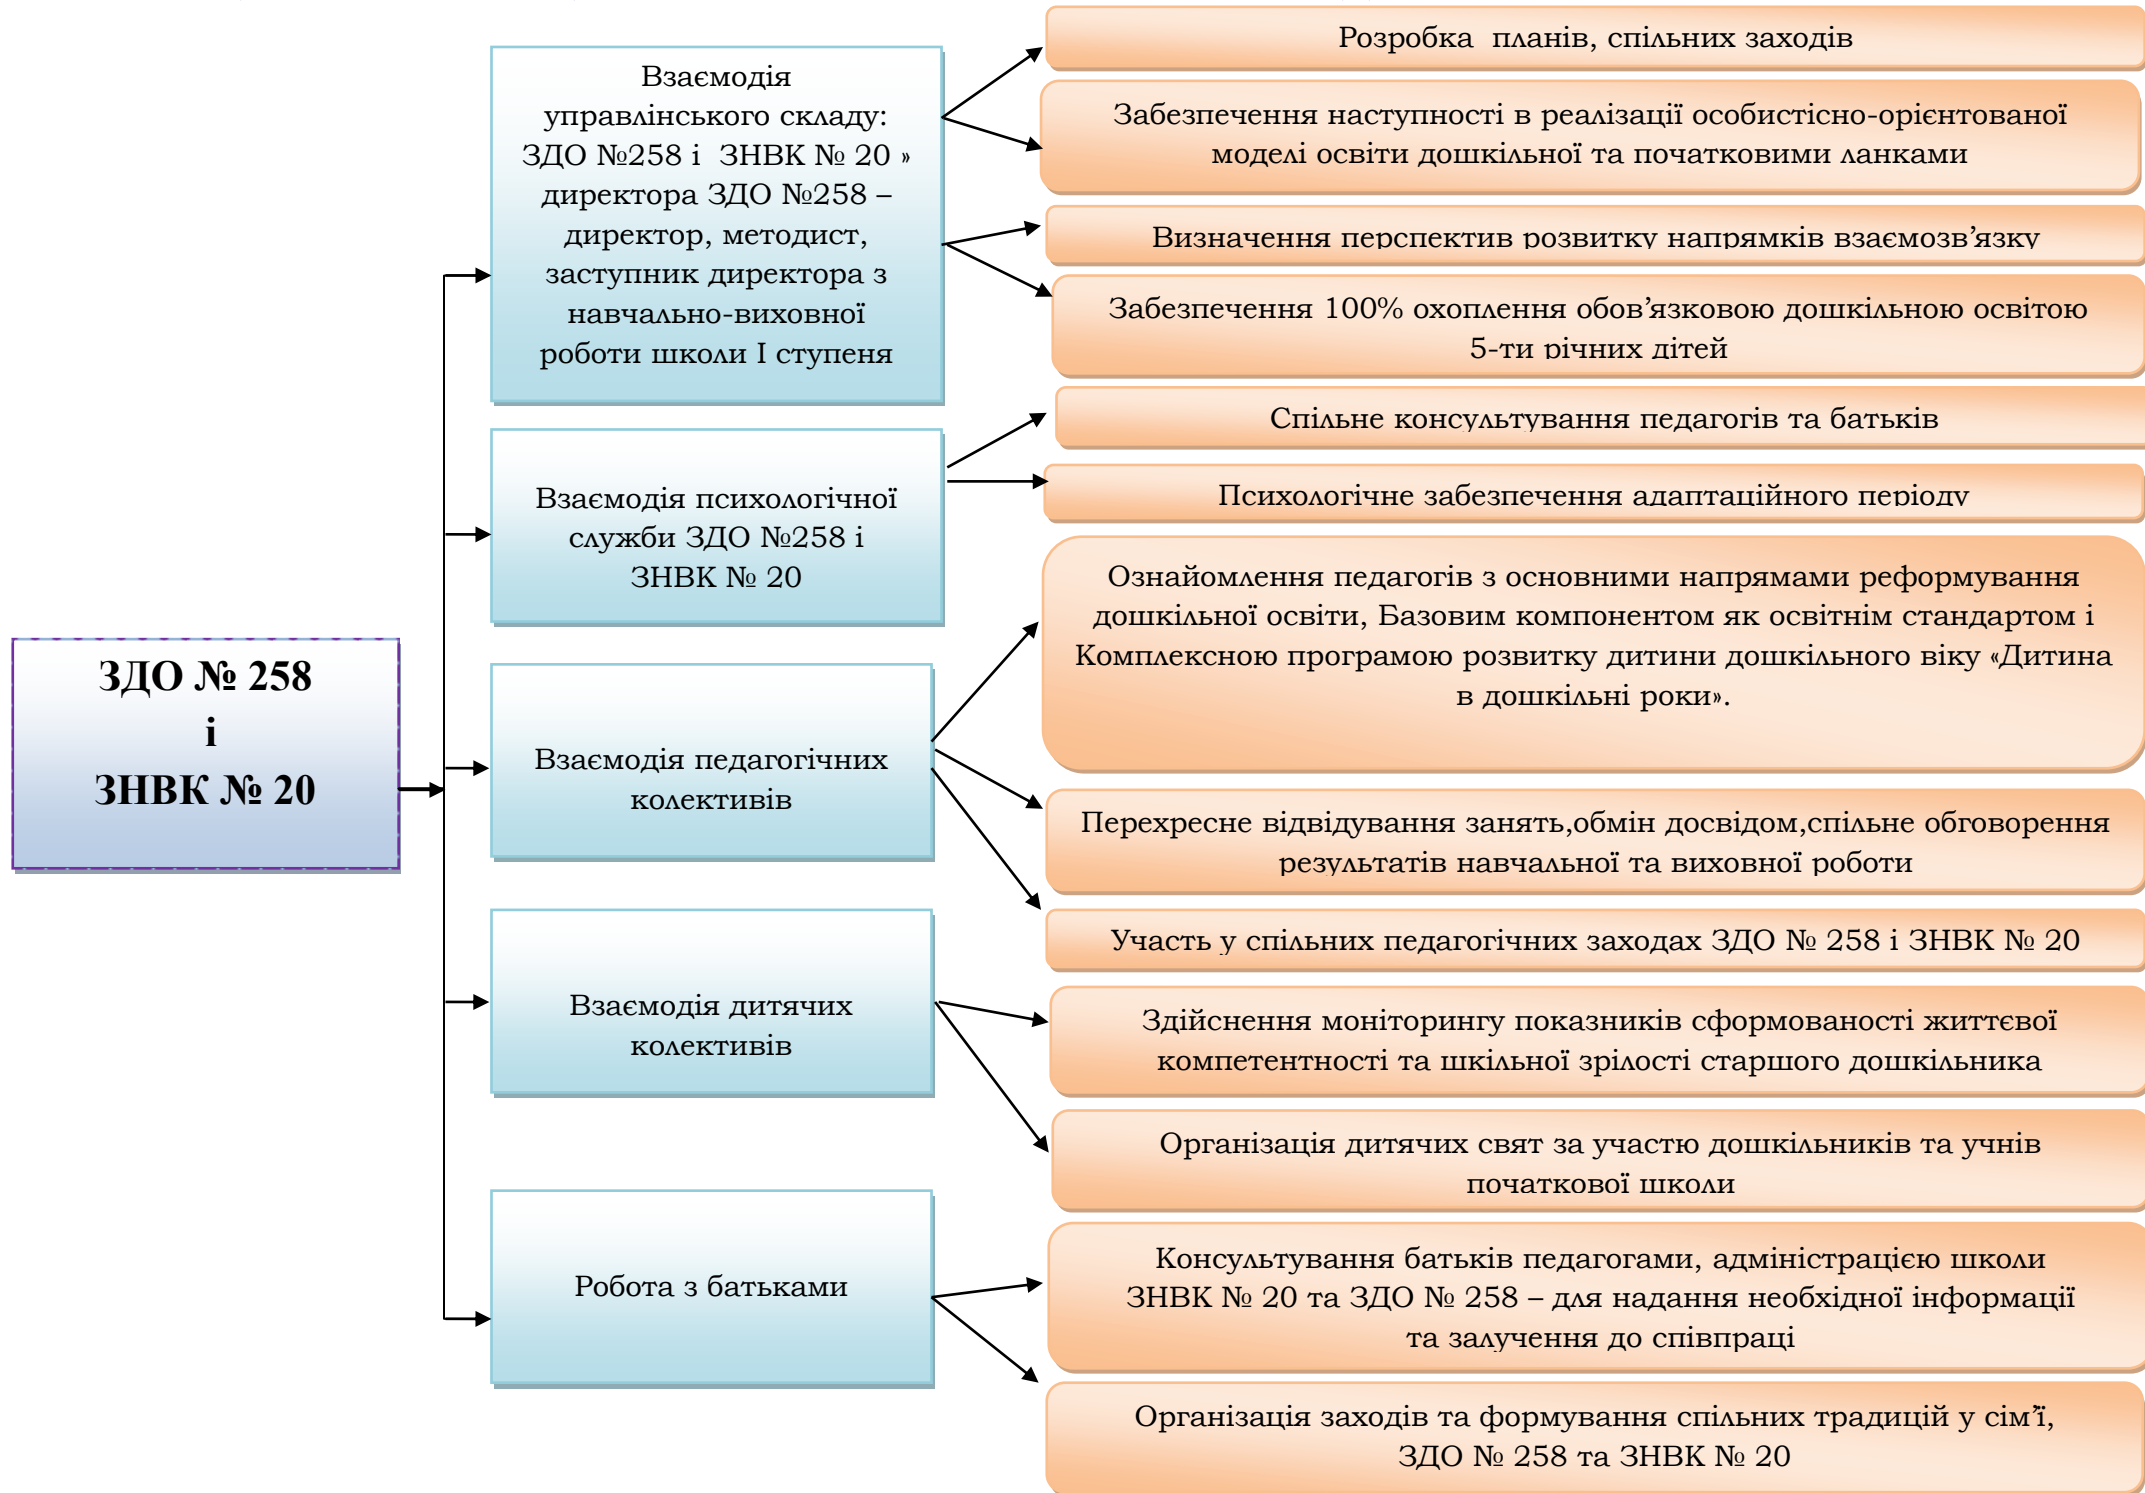 ЗДО № 258
і
ЗНВК № 20
Взаємодія
управлінського складу:
ЗДО №258 і  ЗНВК № 20 »
директора ЗДО №258 –
директор, методист,
заступник директора з
навчально-виховної
роботи школи І ступеня
Розробка  планів, спільних заходів
Забезпечення наступності в реалізації особистісно-орієнтованої
моделі освіти дошкільної та початковими ланками
Визначення перспектив розвитку напрямків взаємозв’язку
Забезпечення 100% охоплення обов’язковою дошкільною освітою
5-ти річних дітей
Взаємодія психологічної
служби ЗДО №258 і
ЗНВК № 20
Спільне консультування педагогів та батьків
Психологічне забезпечення адаптаційного періоду
Взаємодія педагогічних
колективів
Ознайомлення педагогів з основними напрямами реформування
дошкільної освіти, Базовим компонентом як освітнім стандартом і
Комплексною програмою розвитку дитини дошкільного віку «Дитина
в дошкільні роки».
Перехресне відвідування занять,обмін досвідом,спільне обговорення
результатів навчальної та виховної роботи
Участь у спільних педагогічних заходах ЗДО № 258 і ЗНВК № 20
Взаємодія дитячих
колективів
Здійснення моніторингу показників сформованості життєвої
компетентності та шкільної зрілості старшого дошкільника
Організація дитячих свят за участю дошкільників та учнів
початкової школи
Робота з батьками
Консультування батьків педагогами, адміністрацією школи
ЗНВК № 20 та ЗДО № 258 – для надання необхідної інформації
та залучення до співпраці
Організація заходів та формування спільних традицій у сім’ї,
ЗДО № 258 та ЗНВК № 20